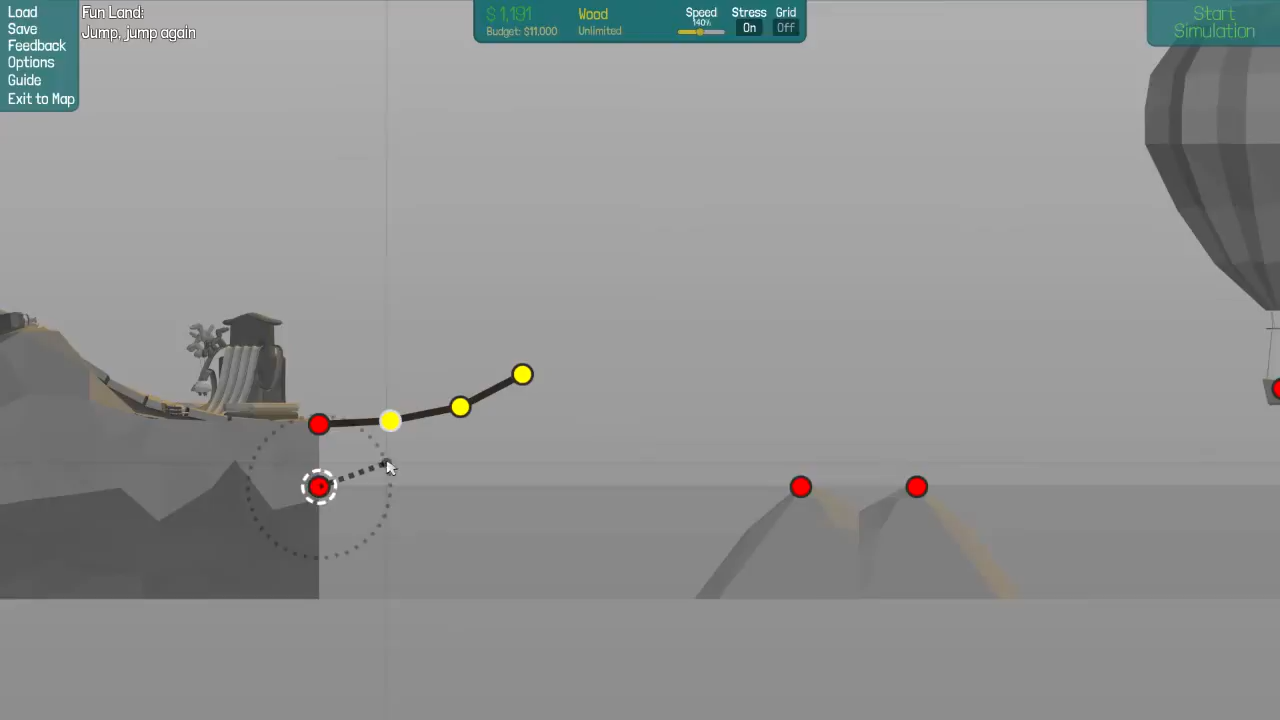 Load
Save
Feedback
Options
Guide
Exit to Map
Fun Land:
Jump, jump again
$ 1,191
Budget: $11.000
Wood
Unlimited
Speed
140%
Stress
On
Grid
Off
Start
Simulation